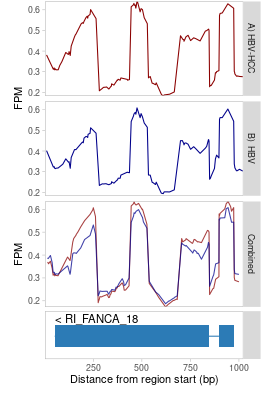 0.6
0.5
0.4
0.3
0.2
A) HBV-HCC
FPM
0.6
0.5
0.4
0.3
0.2
B) HBV
0.6
0.5
0.4
0.3
0.2
Combined
FPM
< RI_FANCA_18
250
500
750
1000
Distance from region start (bp)